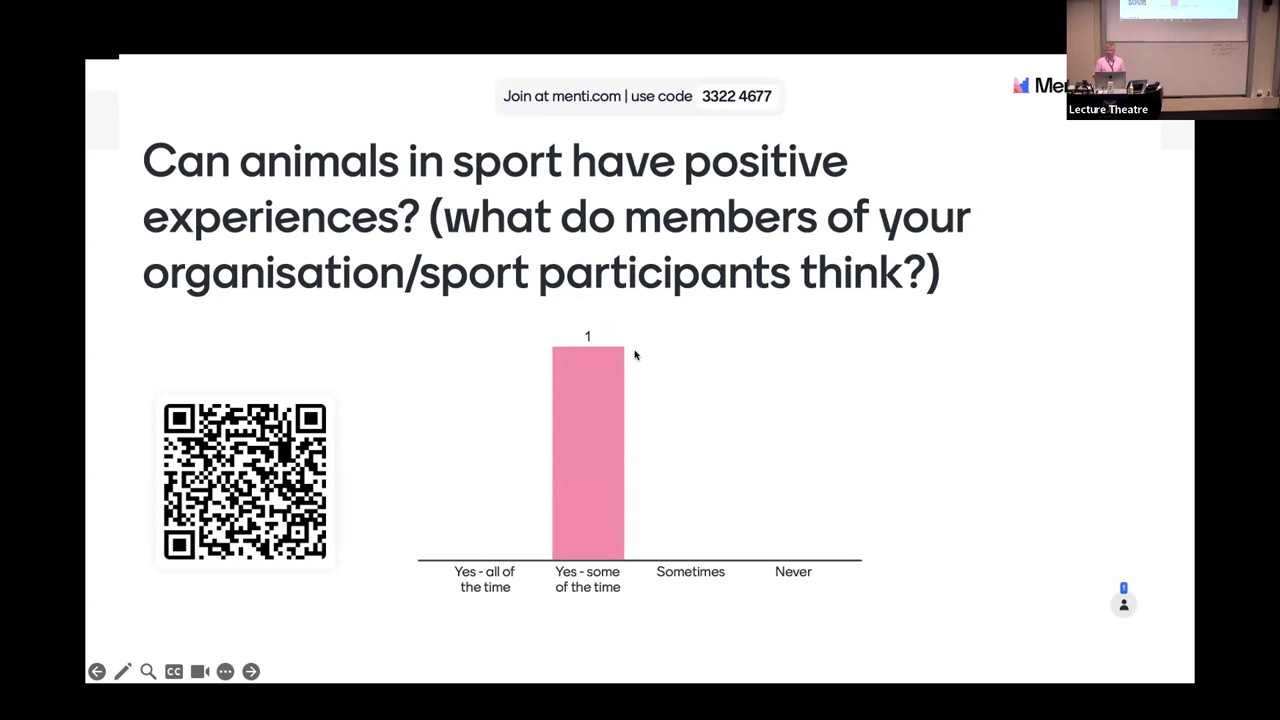 Join at menti.com | use code 3322 4677
Lecture Theatre
Can animals in sport have positive
experiences? (what do members of your
organisation/sport participants think?)
1
Yes - all of
the time
Yes - some
of the time
Sometimes
Never
1
CC